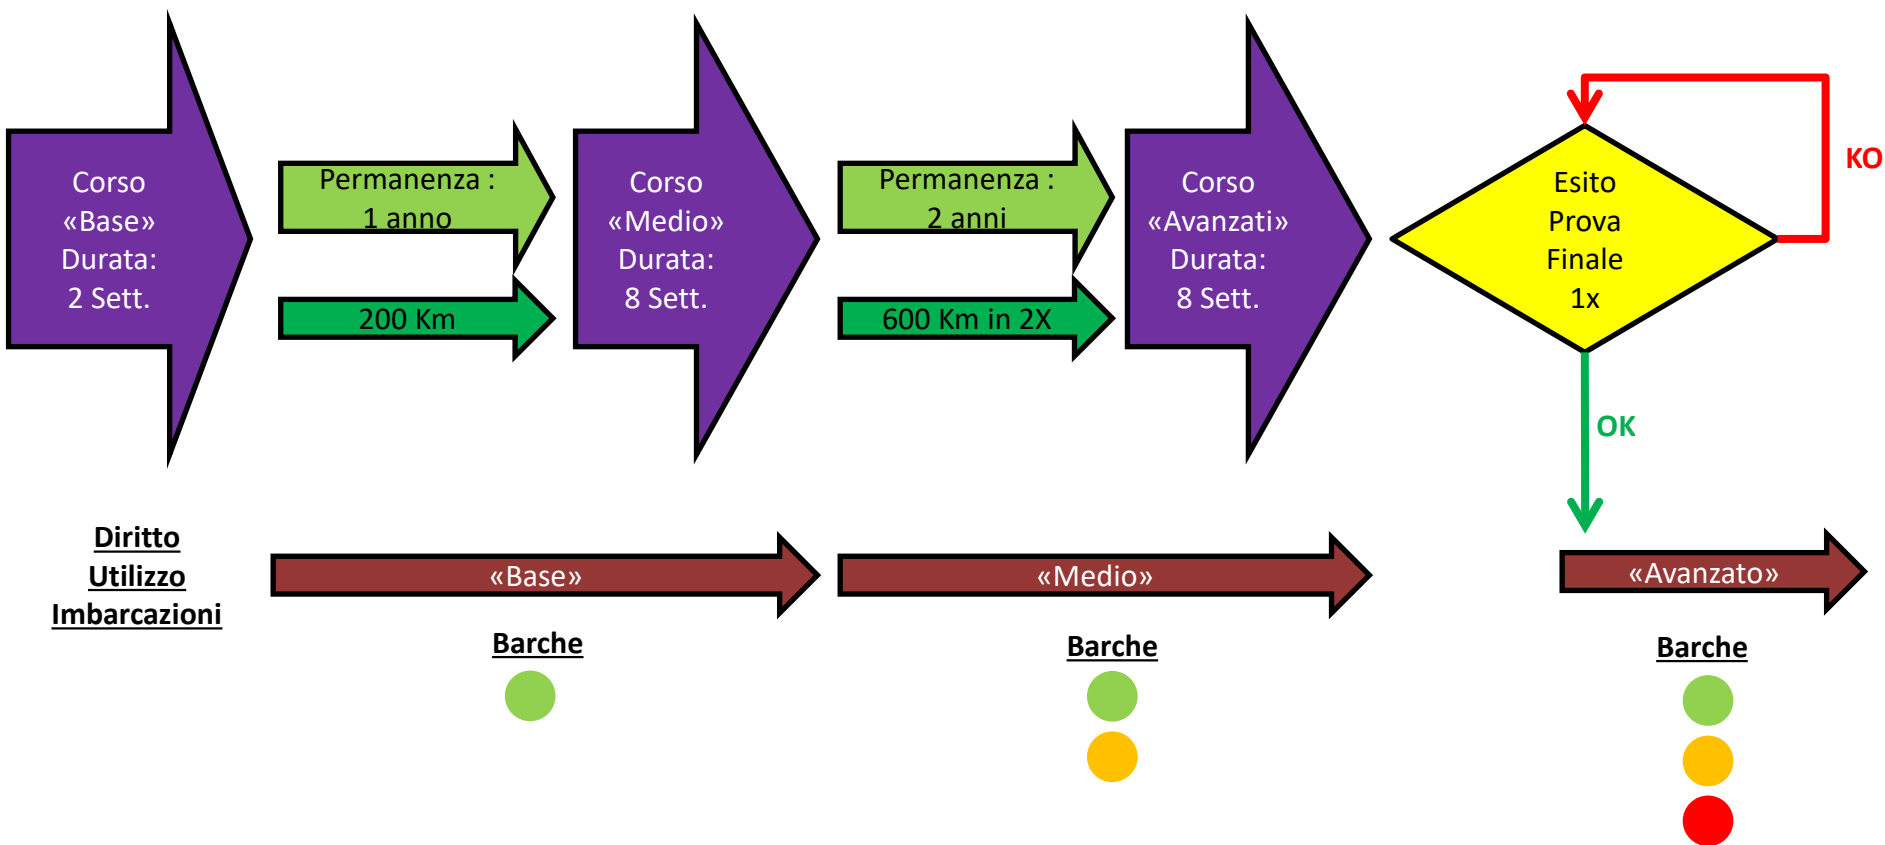 Corso
«Base»
Durata:
2 Sett.
Permanenza :
1 anno
200 Km
Corso
«Medio»
Durata:
8 Sett.
Permanenza :
2 anni
600 Km in 2X
Corso
«Avanzati»
Durata:
8 Sett.
Esito
Prova
Finale
1x
KO
OK
Diritto
Utilizzo
Imbarcazioni
«Base»
«Medio»
«Avanzato»
Barche
Barche
Barche